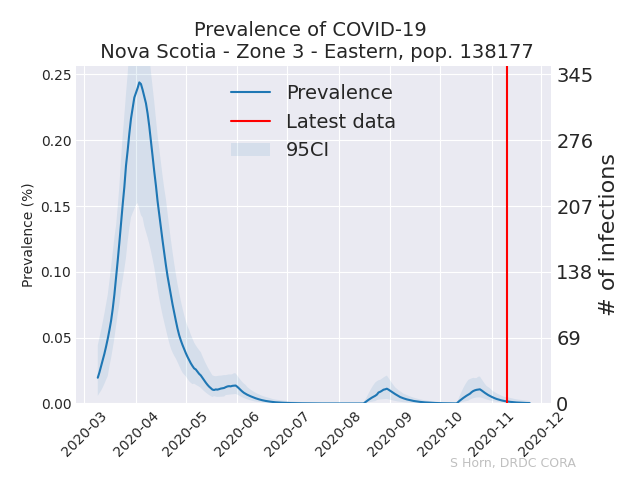 Prevalence of COVID-19
Nova Scotia - Zone 3 - Eastern, pop. 138177
Prevalence
Latest data
95CI
Prevalence (%)
0.25
0.20
0.15
0.10
0.05
0.00
345
276
207
138
69
0
# of infections
2020-03
2020-04
2020-05
2020-06
2020-07
2020-08
2020-09
2020-10
2020-11
2020-12
S Horn, DRDC CORA